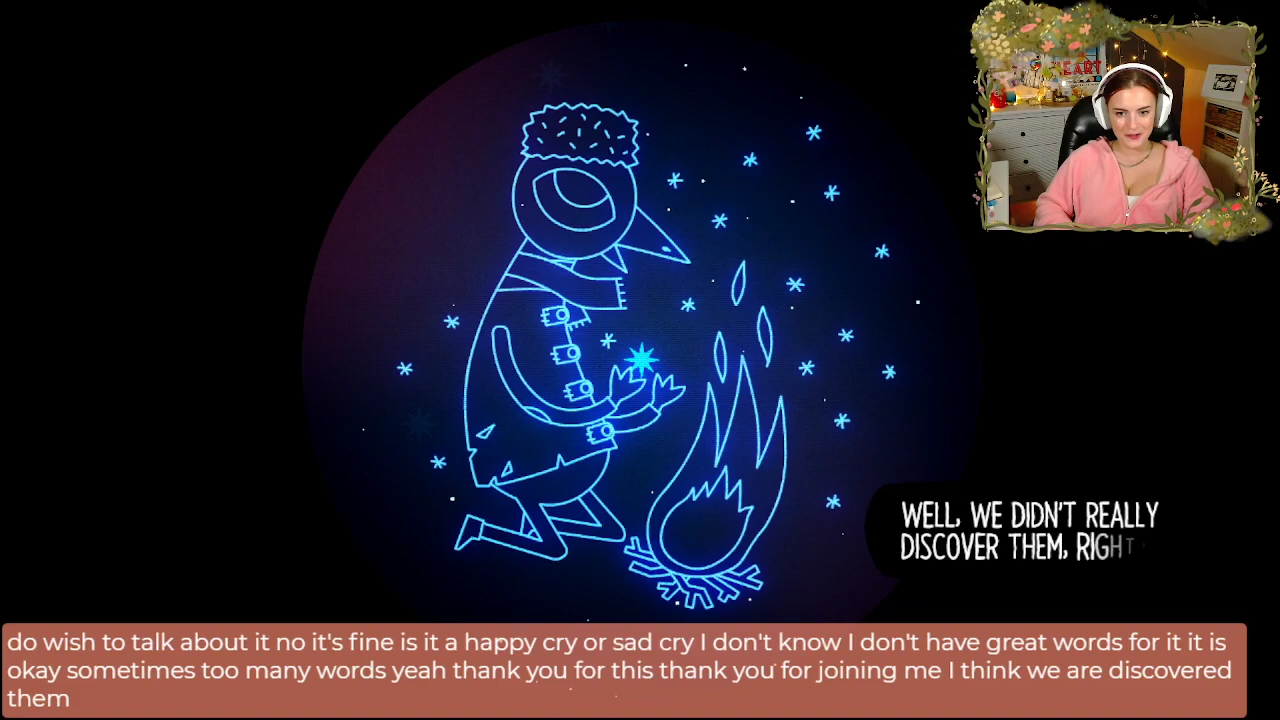 HEART
WELL, WE DIDN'T REALLY
DISCOVER THEM, RIGHT
do wish to talk about it no it's fine is it a happy cry or sad cry I don't know I don't have great words for it it is
okay sometimes too many words yeah thank you for this thank you for joining me I think we are discovered
them